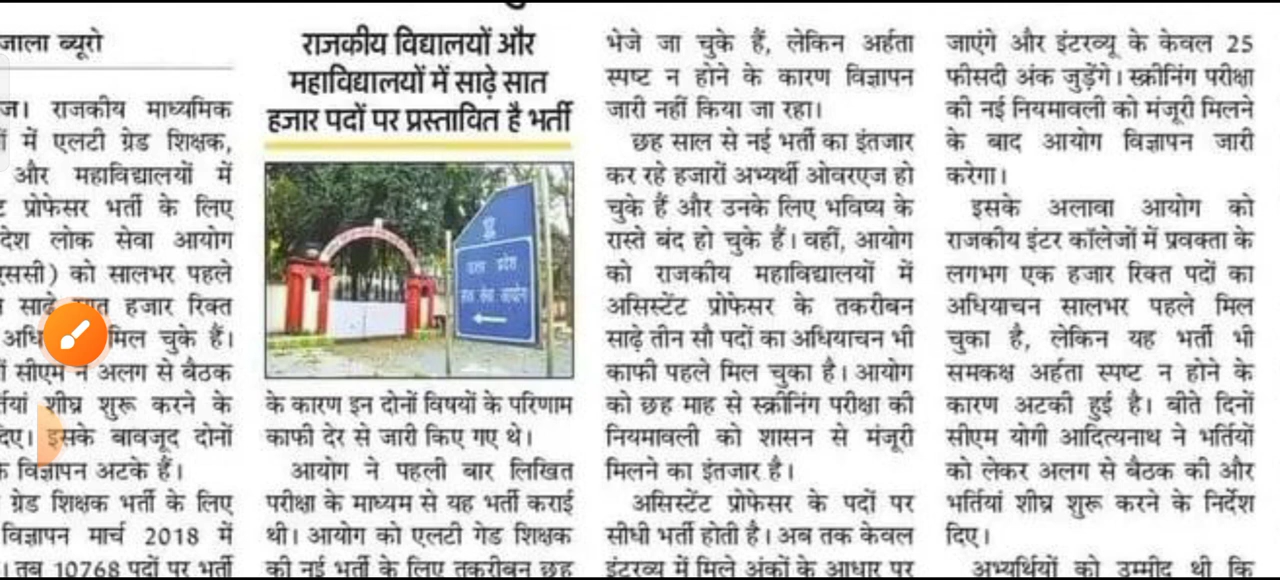 जाला ब्यूरो
ज। राजकीय माध्यमिक
में एलटी ग्रेड शिक्षक,
और महाविद्यालयों में
प्रोफेसर भर्ती के लिए
देश लोक सेवा आयोग
एससी) को सालभर पहले
साढ़े सात हजार रिक्त
अधि मिल चुके हैं।
सीएम ने अलग से बैठक
शीघ्र शुरू करने के
दिए। इसके बावजूद दोनों
विज्ञापन अटके हैं।
ग्रेड शिक्षक भर्ती के लिए
विज्ञापन मार्च 2018 में
। तब 10768 पदों पर भर्ती
राजकीय विद्यालयों और
महाविद्यालयों में साढ़े सात
हजार पदों पर प्रस्तावित है भर्ती
उत्तर प्रदेश
लोक सेवा आयोग
के कारण इन दोनों विषयों के परिणाम
काफी देर से जारी किए गए थे।
आयोग ने पहली बार लिखित
परीक्षा के माध्यम से यह भर्ती कराई
थी। आयोग को एलटी गेड शिक्षक
की नई भर्ती के लिए तकरीबन छह
भेजे जा चुके हैं, लेकिन अर्हता
स्पष्ट न होने के कारण विज्ञापन
जारी नहीं किया जा रहा।
छह साल से नई भर्ती का इंतजार
कर रहे हजारों अभ्यर्थी ओवरएज हो
चुके हैं और उनके लिए भविष्य के
रास्ते बंद हो चुके हैं। वहीं, आयोग
को राजकीय महाविद्यालयों में
असिस्टेंट प्रोफेसर के तकरीबन
साढ़े तीन सौ पदों का अधियाचन भी
काफी पहले मिल चुका है। आयोग
को छह माह से स्क्रीनिंग परीक्षा की
नियमावली को शासन से मंजूरी
मिलने का इंतजार है।
असिस्टेंट प्रोफेसर के पदों पर
सीधी भर्ती होती है। अब तक केवल
इंटरव्यू में मिले अंकों के आधार पर
जाएंगे और इंटरव्यू के केवल 25
फीसदी अंक जुड़ेंगे। स्क्रीनिंग परीक्षा
की नई नियमावली को मंजूरी मिलने
के बाद आयोग विज्ञापन जारी
करेगा।
इसके अलावा आयोग को
राजकीय इंटर कॉलेजों में प्रवक्ता के
लगभग एक हजार रिक्त पदों का
अधियाचन सालभर पहले मिल
चुका है, लेकिन यह भर्ती भी
समकक्ष अर्हता स्पष्ट न होने के
कारण अटकी हुई है। बीते दिनों
सीएम योगी आदित्यनाथ ने भर्तियों
को लेकर अलग से बैठक की और
भर्तियां शीघ्र शुरू करने के निर्देश
दिए।
अभ्यर्थियों को उम्मीद थी कि